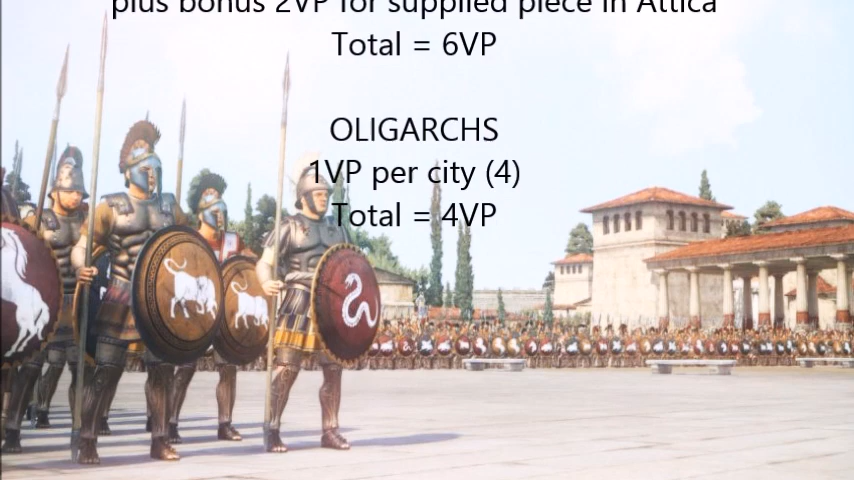 plus bonus 2VP for supplied piece in Attica
Total = 6VP
OLIGARCHS
1VP per city (4)
Total = 4VP